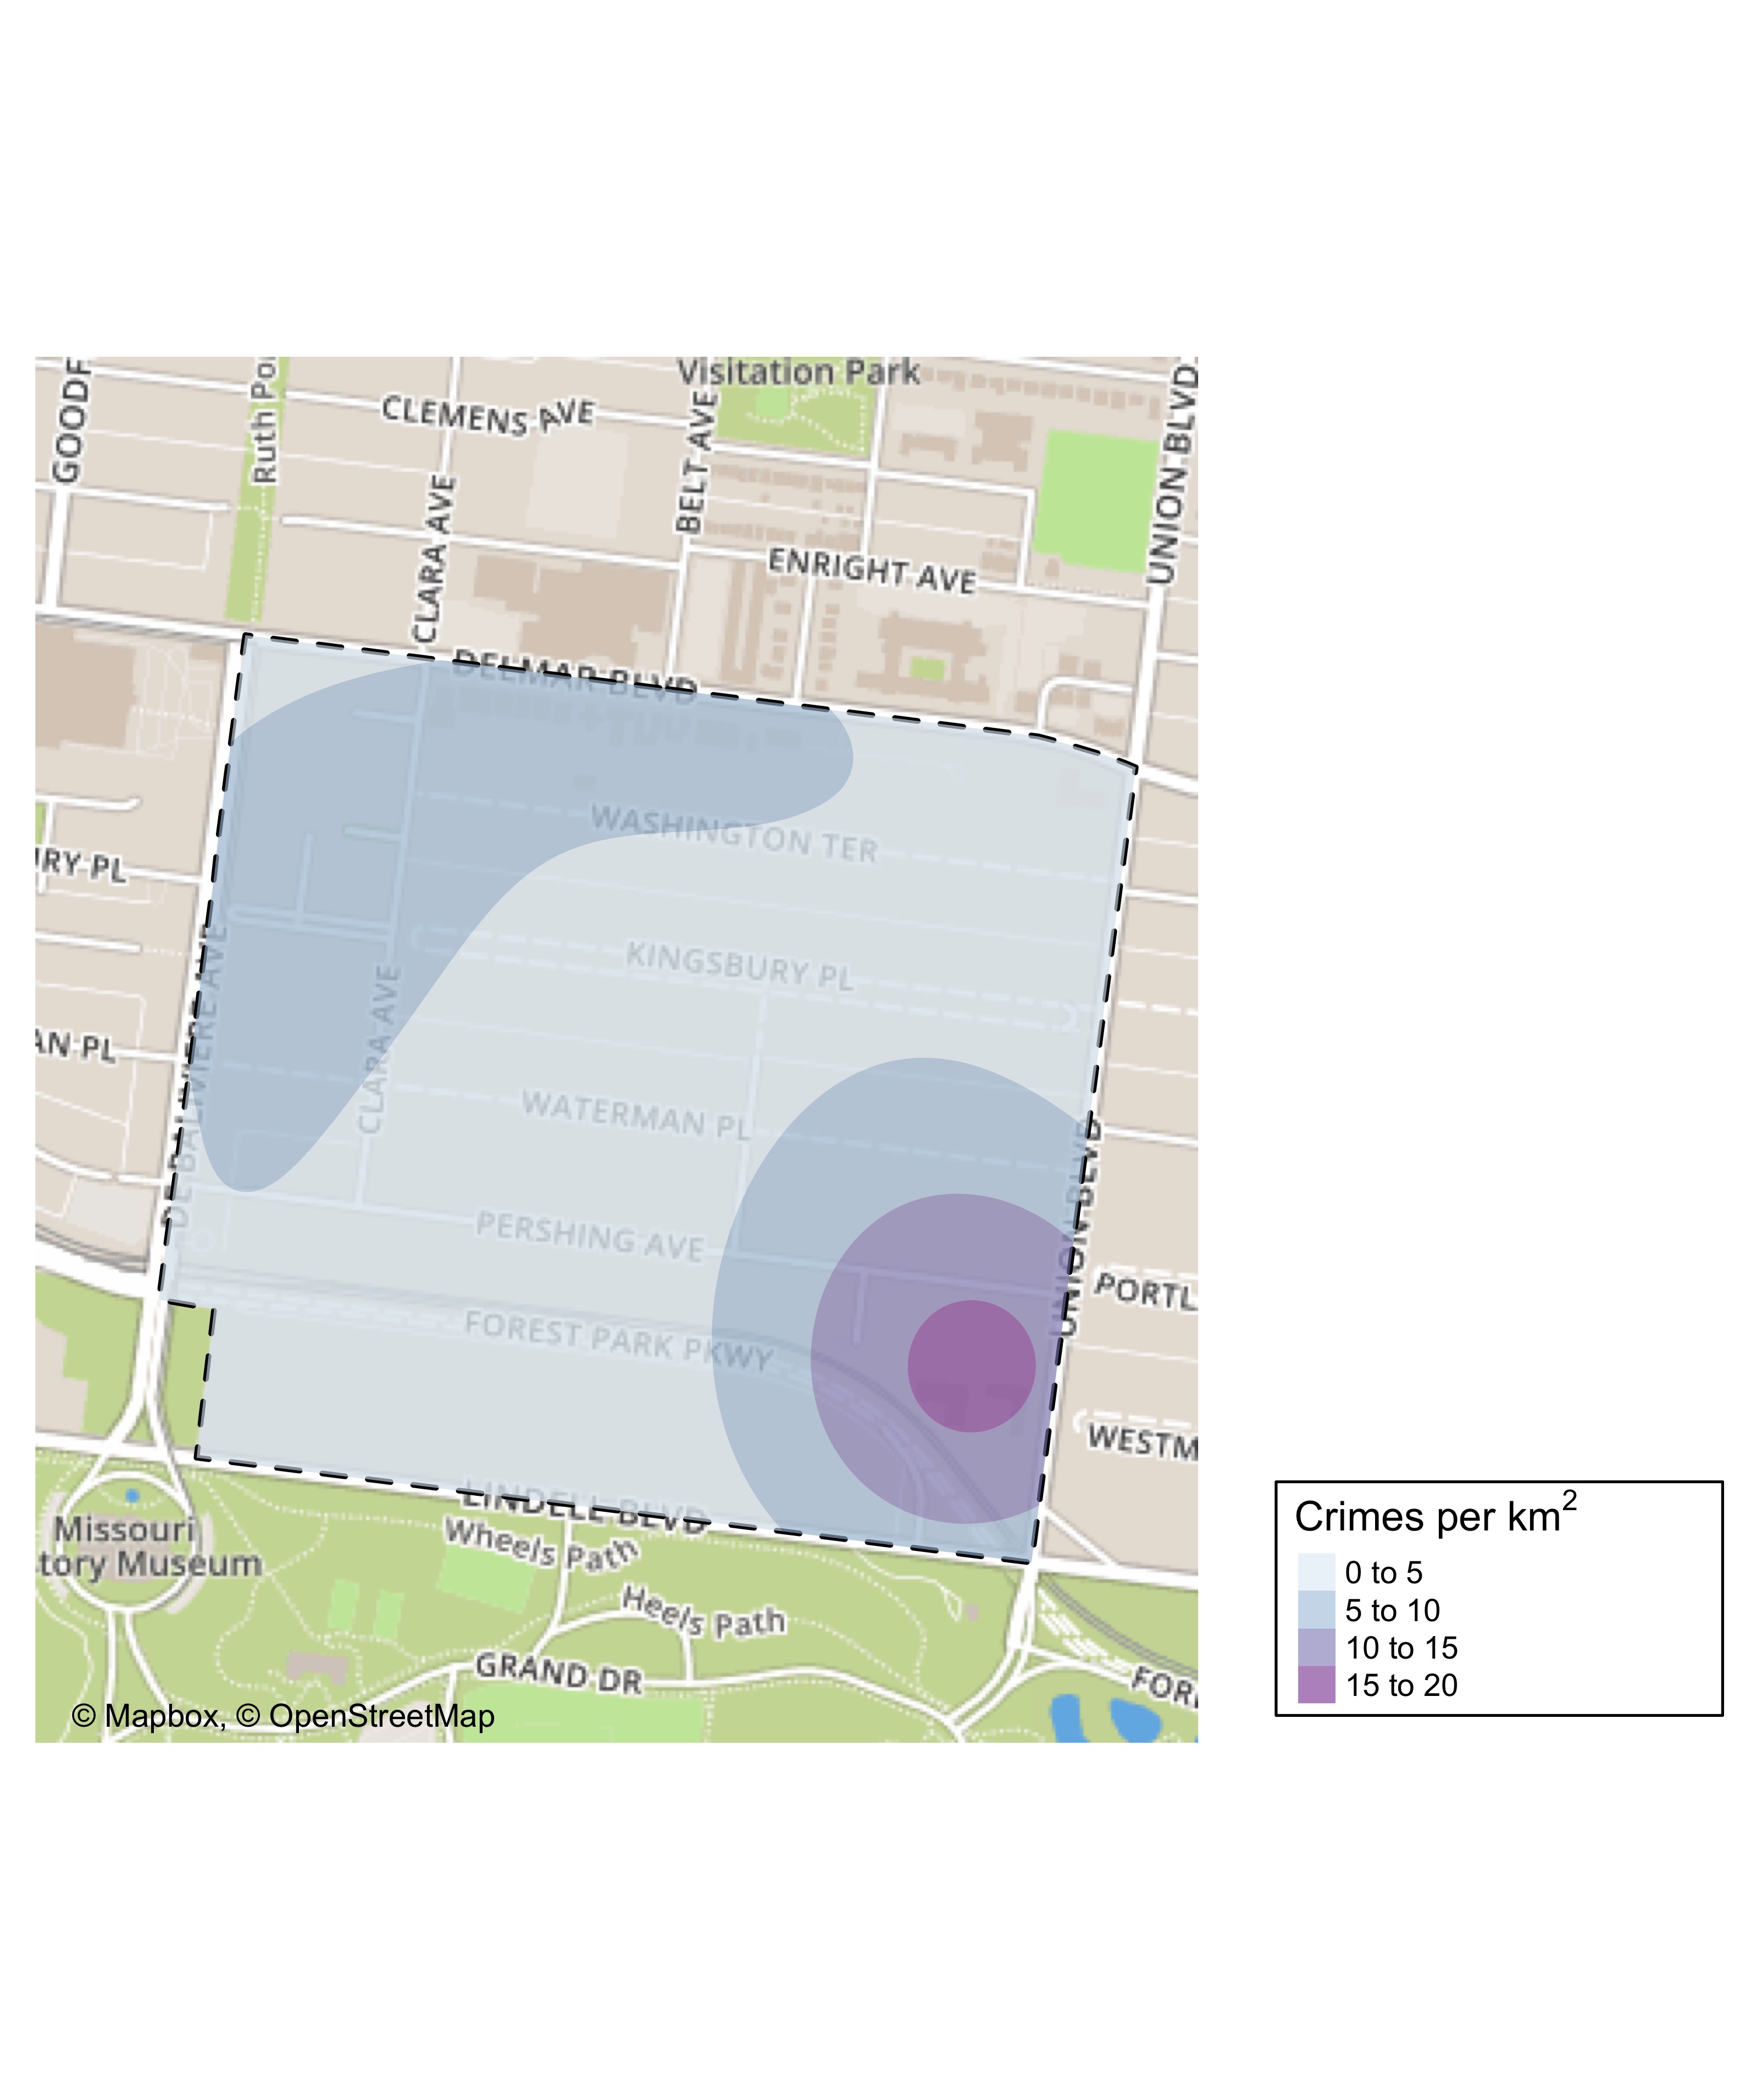 Visitation Park
GOODF
Ruth Po
CLEMENS AVE
BELT AVE
UNION BLVD
CLARA AVE
ENRIGHT AVE
DELMAR BLVD
WASHINGTON TER
RY PL
KINGSBURY PL
DE BALIVIERE AVE
CLARA AVE
AN PL
WATERMAN PL
UNION BLVD
PERSHING AVE
PORTL
FOREST PARK PKWY
WESTM
LINDELL BLVD
Missouri
tory Museum
Wheels Path
Heels Path
GRAND DR
FOR
© Mapbox, © OpenStreetMap
Crimes per km²
0 to 5
5 to 10
10 to 15
15 to 20